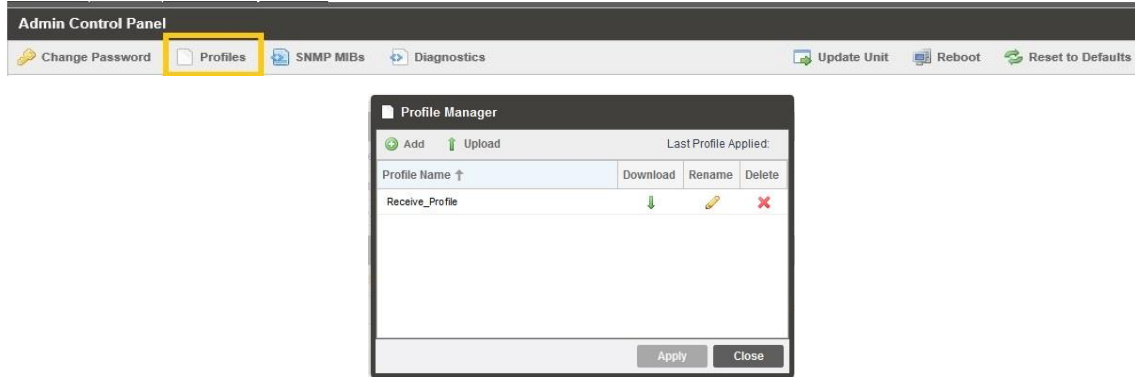 Admin Control Panel
Change Password Profiles SNMP MIBs Diagnostics Update Unit Reboot Reset to Defaults
Profile Manager
Add Upload Last Profile Applied:
Profile Name Download Rename Delete
Receive_Profile
Apply Close